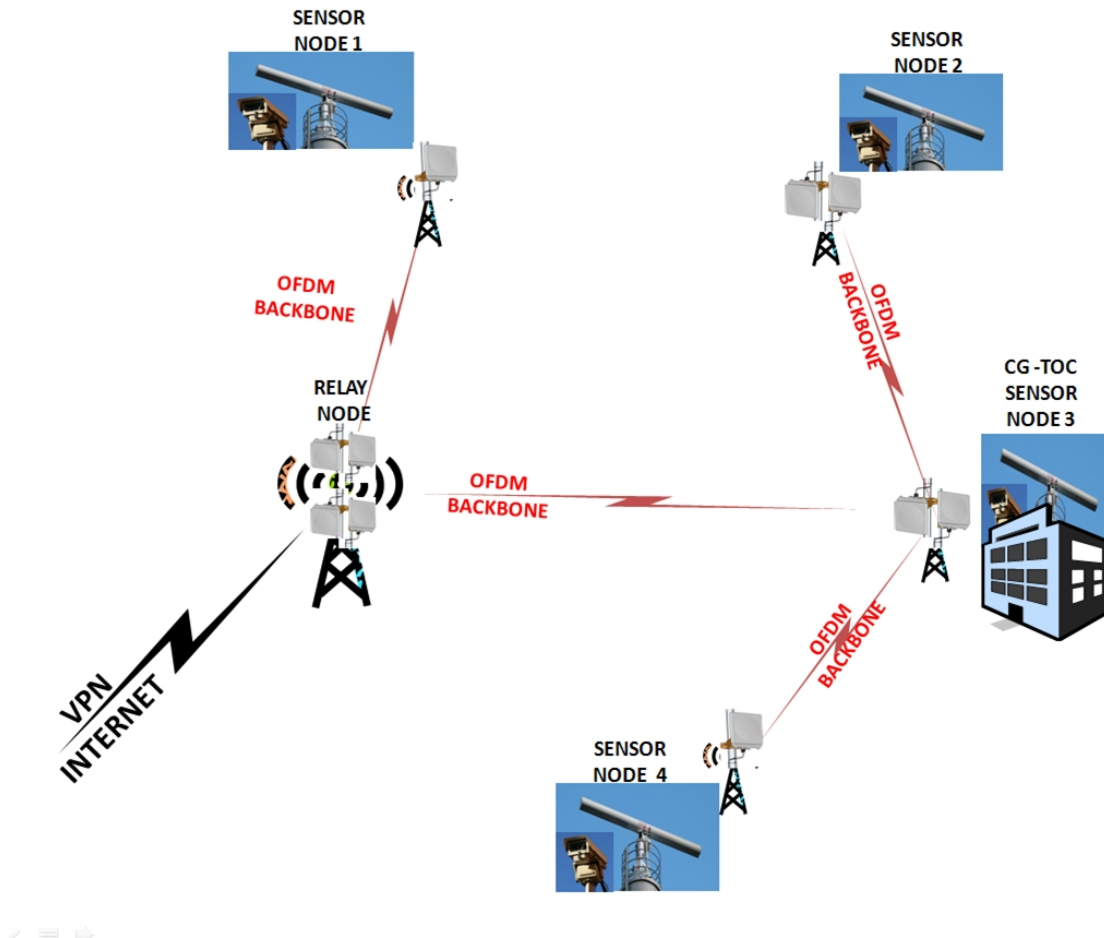 SENSOR
NODE 1
SENSOR
NODE 2
OFDM
BACKBONE
OFDM
BACKBONE
CG -TOC
SENSOR
NODE 3
RELAY
NODE
OFDM
BACKBONE
OFDM
BACKBONE
VPN
INTERNET
SENSOR
NODE 4